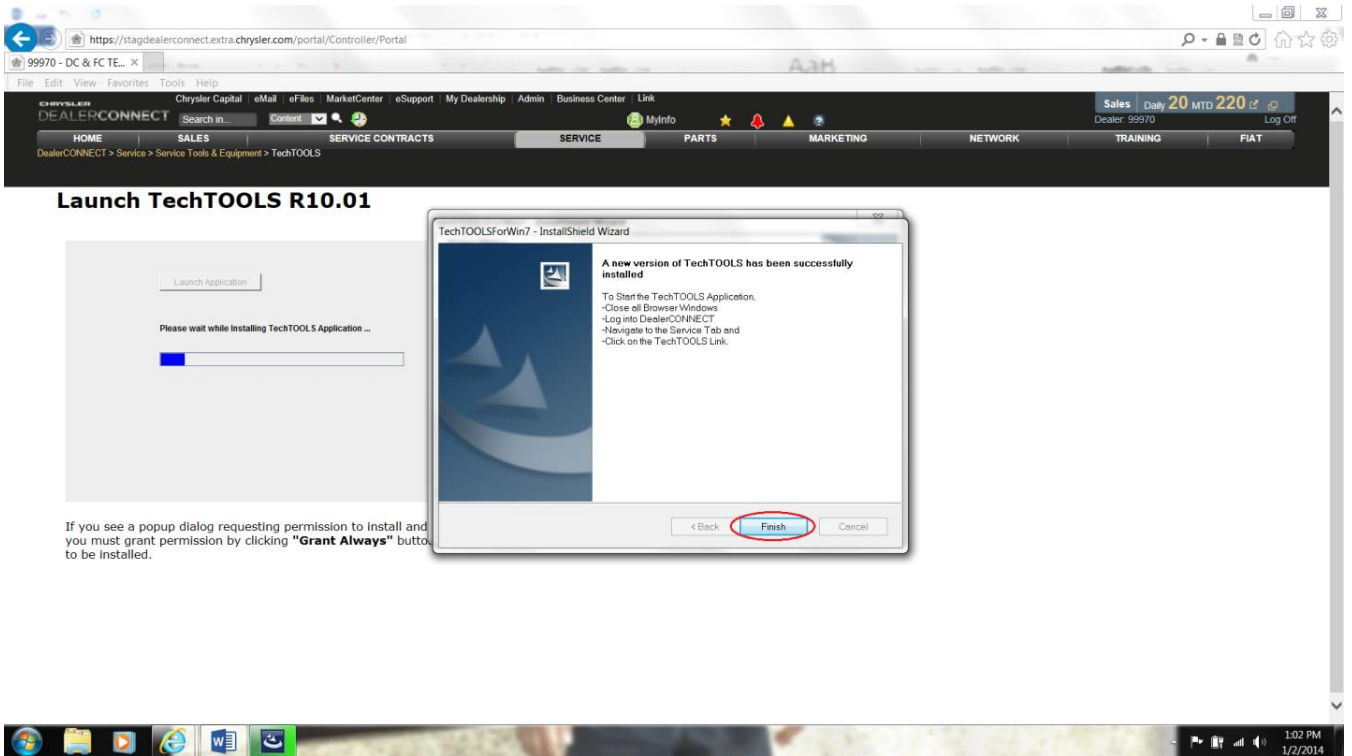 https://stagdealerconnect.extra.chrysler.com/portal/Controller/Portal
99970 - DC & FC TE...
File Edit View Favorites Tools Help
CHRYSLER
DEALERCONNECT
Chrysler Capital eMail eFiles MarketCenter eSupport My Dealership Admin Business Center Link
Search in... Content
MyInfo
Sales Daily 20 MTD 220
Dealer: 99970 Log Off
HOME SALES SERVICE CONTRACTS SERVICE PARTS MARKETING NETWORK TRAINING FIAT
DealerCONNECT > Service > Service Tools & Equipment > TechTOOLS
Launch TechTOOLS R10.01
Launch Application
Please wait while Installing TechTOOLS Application ...
If you see a popup dialog requesting permission to install and
you must grant permission by clicking "Grant Always" butto
to be installed.
TechTOOLSForWin7 - InstallShield Wizard
A new version of TechTOOLS has been successfully
installed
To Start the TechTOOLS Application,
-Close all Browser Windows
-Log into DealerCONNECT
-Navigate to the Service Tab and
-Click on the TechTOOLS Link.
< Back Finish Cancel
1:02 PM
1/2/2014